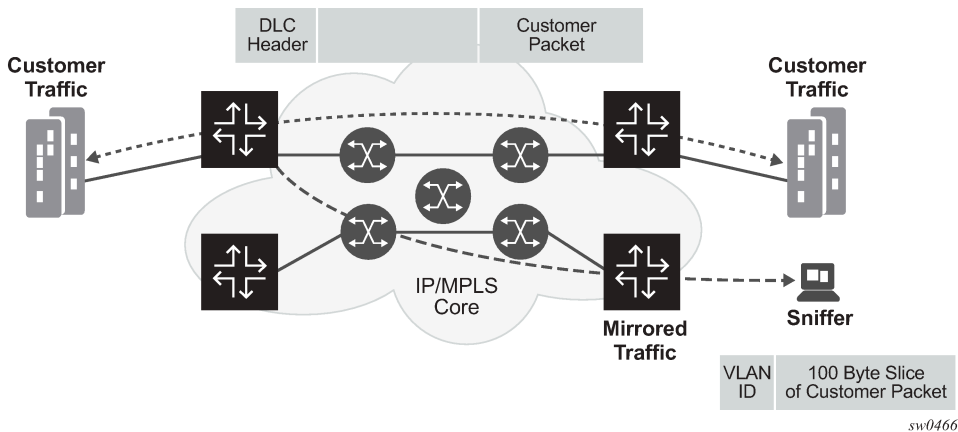 DLC
Header
Customer
Packet
Customer
Traffic
Customer
Traffic
IP/MPLS
Core
Mirrored
Traffic
Sniffer
VLAN
ID
100 Byte Slice
of Customer Packet
sw0466